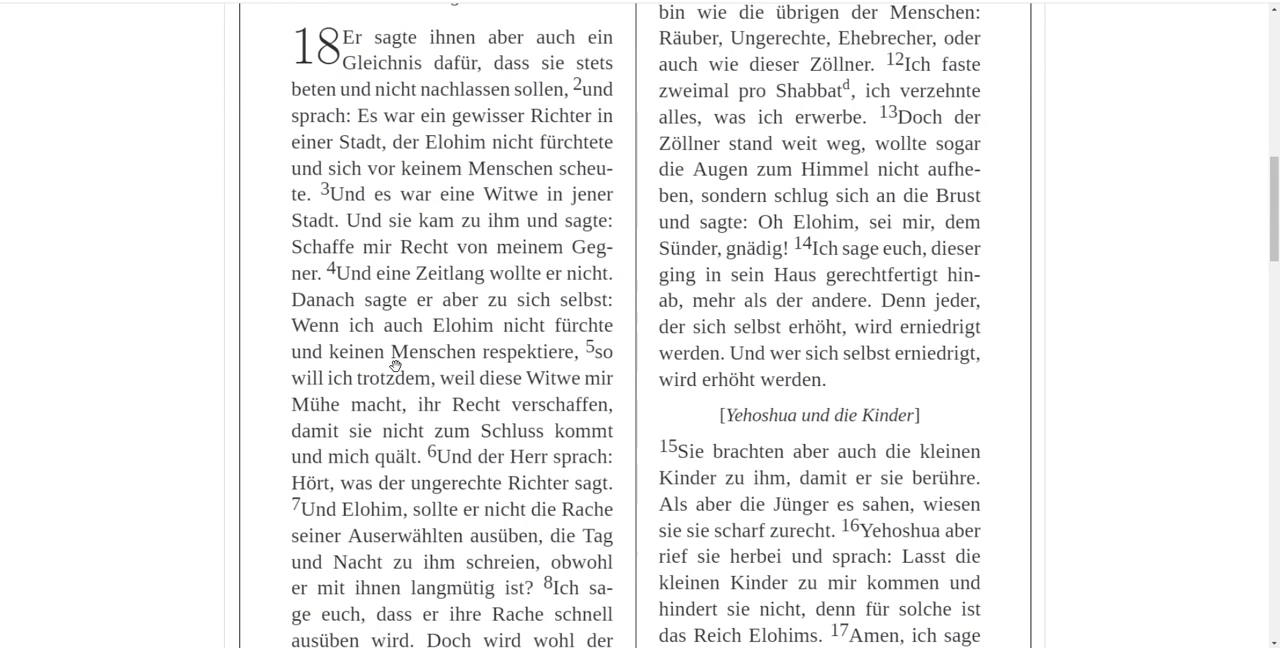 18Er sagte ihnen aber auch ein
Gleichnis dafür, dass sie stets
beten und nicht nachlassen sollen, 2und
sprach: Es war ein gewisser Richter in
einer Stadt, der Elohim nicht fürchtete
und sich vor keinem Menschen scheu-
te. 3Und es war eine Witwe in jener
Stadt. Und sie kam zu ihm und sagte:
Schaffe mir Recht von meinem Geg-
ner. 4Und eine Zeitlang wollte er nicht.
Danach sagte er aber zu sich selbst:
Wenn ich auch Elohim nicht fürchte
und keinen Menschen respektiere, 5so
will ich trotzdem, weil diese Witwe mir
Mühe macht, ihr Recht verschaffen,
damit sie nicht zum Schluss kommt
und mich quält. 6Und der Herr sprach:
Hört, was der ungerechte Richter sagt.
7Und Elohim, sollte er nicht die Rache
seiner Auserwählten ausüben, die Tag
und Nacht zu ihm schreien, obwohl
er mit ihnen langmütig ist? 8Ich sa-
ge euch, dass er ihre Rache schnell
ausüben wird. Doch wird wohl der
bin wie die übrigen der Menschen:
Räuber, Ungerechte, Ehebrecher, oder
auch wie dieser Zöllner. 12Ich faste
zweimal pro Shabbatd, ich verzehnte
alles, was ich erwerbe. 13Doch der
Zöllner stand weit weg, wollte sogar
die Augen zum Himmel nicht aufhe-
ben, sondern schlug sich an die Brust
und sagte: Oh Elohim, sei mir, dem
Sünder, gnädig! 14Ich sage euch, dieser
ging in sein Haus gerechtfertigt hin-
ab, mehr als der andere. Denn jeder,
der sich selbst erhöht, wird erniedrigt
werden. Und wer sich selbst erniedrigt,
wird erhöht werden.
[Yehoshua und die Kinder]
15Sie brachten aber auch die kleinen
Kinder zu ihm, damit er sie berühre.
Als aber die Jünger es sahen, wiesen
sie sie scharf zurecht. 16Yehoshua aber
rief sie herbei und sprach: Lasst die
kleinen Kinder zu mir kommen und
hindert sie nicht, denn für solche ist
das Reich Elohims. 17Amen, ich sage